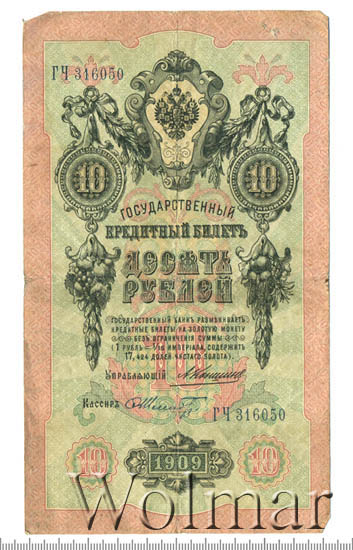 ГЧ 316050
10 10
ГОСУДАРСТВЕННЫЙ
КРЕДИТНЫЙ БИЛЕТЪ
ДЕСЯТЬ
РУБЛЕЙ
ГОСУДАРСТВЕННЫЙ БАНКЪ РАЗМѢНИВАЕТЪ
КРЕДИТНЫЕ БИЛЕТЫ НА ЗОЛОТУЮ МОНЕТУ
БЕЗЪ ОГРАНИЧЕНІЯ СУММЫ
(1 РУБЛЬ = 1/15 ИМПЕРІАЛА, СОДЕРЖИТЪ
17,424 ДОЛЕЙ ЧИСТАГО ЗОЛОТА).
УПРАВЛЯЮЩІЙ
КАССИРЪ
ГЧ 316050
10 1909 10
Wolmar